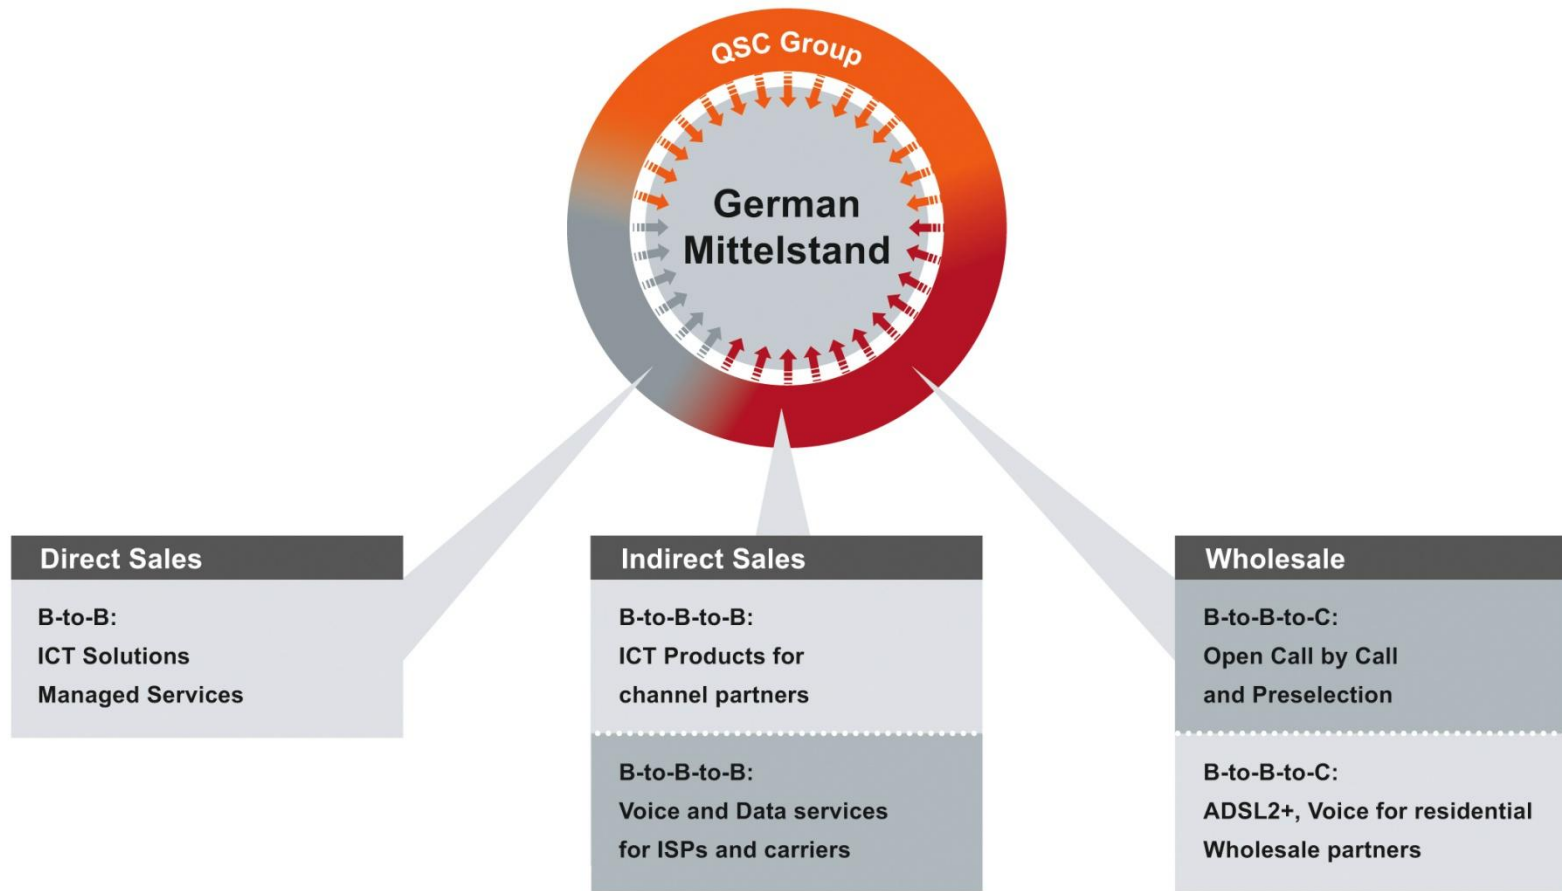 QSC Group
German
Mittelstand
Direct Sales
B-to-B:
ICT Solutions
Managed Services
Indirect Sales
B-to-B-to-B:
ICT Products for
channel partners
B-to-B-to-B:
Voice and Data services
for ISPs and carriers
Wholesale
B-to-B-to-C:
Open Call by Call
and Preselection
B-to-B-to-C:
ADSL2+, Voice for residential
Wholesale partners